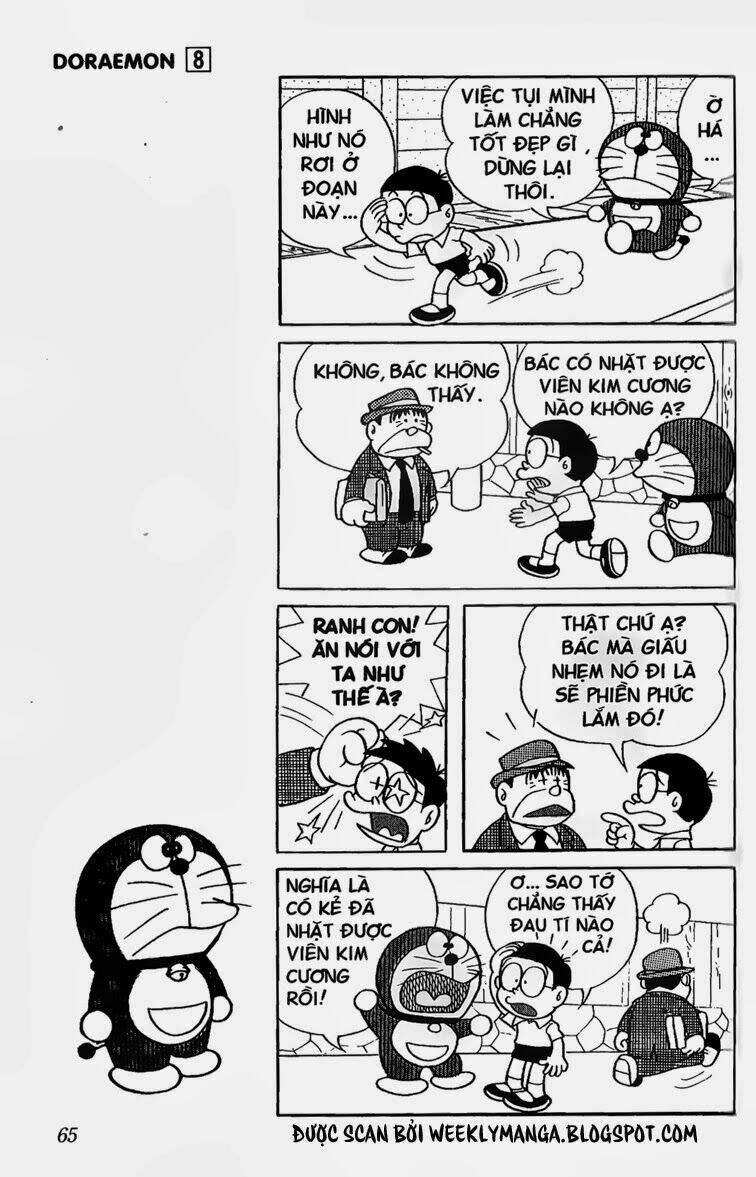 DORAEMON 8
Ờ
HÁ
...
VIỆC TỤI MÌNH
LÀM CHẲNG
TỐT ĐẸP GÌ,
DỪNG LẠI
THÔI.
HÌNH
NHƯ NÓ
RƠI Ở
ĐOẠN
NÀY...
BÁC CÓ NHẶT ĐƯỢC
VIÊN KIM CƯƠNG
NÀO KHÔNG Ạ?
KHÔNG, BÁC KHÔNG
THẤY.
THẬT CHỨ Ạ?
BÁC MÀ GIẤU
NHẸM NÓ ĐI LÀ
SẼ PHIỀN PHỨC
LẮM ĐÓ!
RANH CON!
ĂN NÓI VỚI
TA NHƯ
THẾ À?
Ơ... SAO TỚ
CHẲNG THẤY
ĐAU TÍ NÀO
CẢ!
NGHĨA LÀ
CÓ KẺ ĐÃ
NHẶT ĐƯỢC
VIÊN KIM
CƯƠNG
RỒI!
65
ĐƯỢC SCAN BỞI WEEKLYMANGA.BLOGSPOT.COM